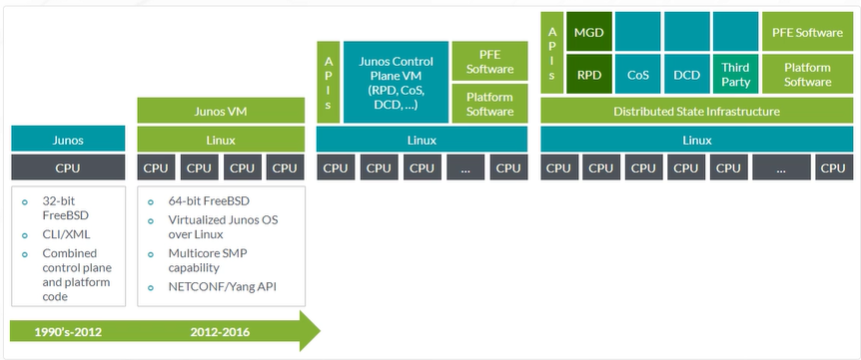 Junos
CPU
32-bit
FreeBSD
CLI/XML
Combined
control plane
and platform
code
1990's-2012
Junos VM
Linux
CPU CPU CPU CPU
64-bit FreeBSD
Virtualized Junos OS
over Linux
Multicore SMP
capability
NETCONF/Yang API
2012-2016
A
P
I
s
Junos Control
Plane VM
(RPD, CoS,
DCD, ...)
PFE
Software
Platform
Software
Linux
CPU CPU CPU ... CPU
A
P
I
s
MGD
PFE Software
RPD
CoS
DCD
Third
Party
Platform
Software
Distributed State Infrastructure
Linux
CPU CPU CPU CPU CPU ... CPU